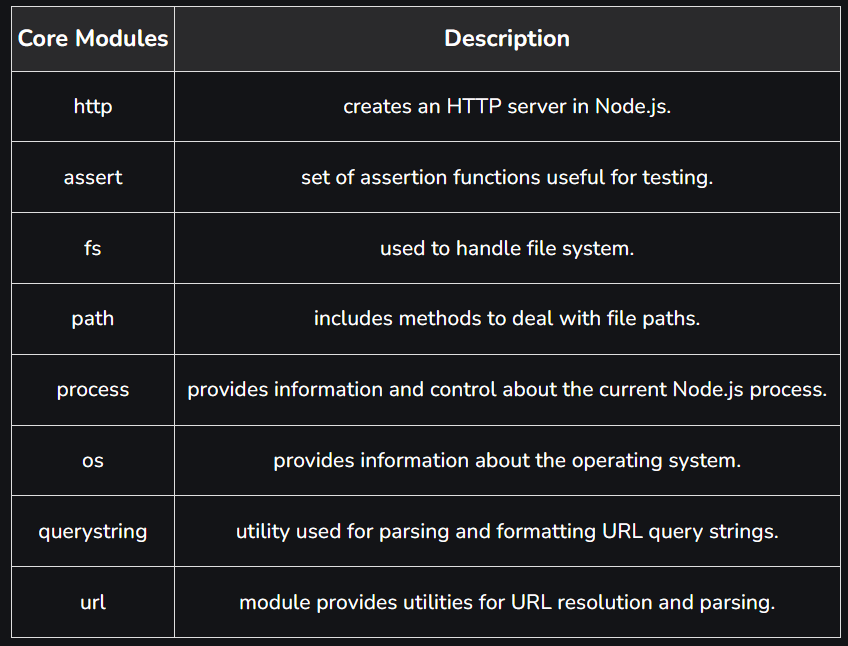 Core Modules Description
http creates an HTTP server in Node.js.
assert set of assertion functions useful for testing.
fs used to handle file system.
path includes methods to deal with file paths.
process provides information and control about the current Node.js process.
os provides information about the operating system.
querystring utility used for parsing and formatting URL query strings.
url module provides utilities for URL resolution and parsing.